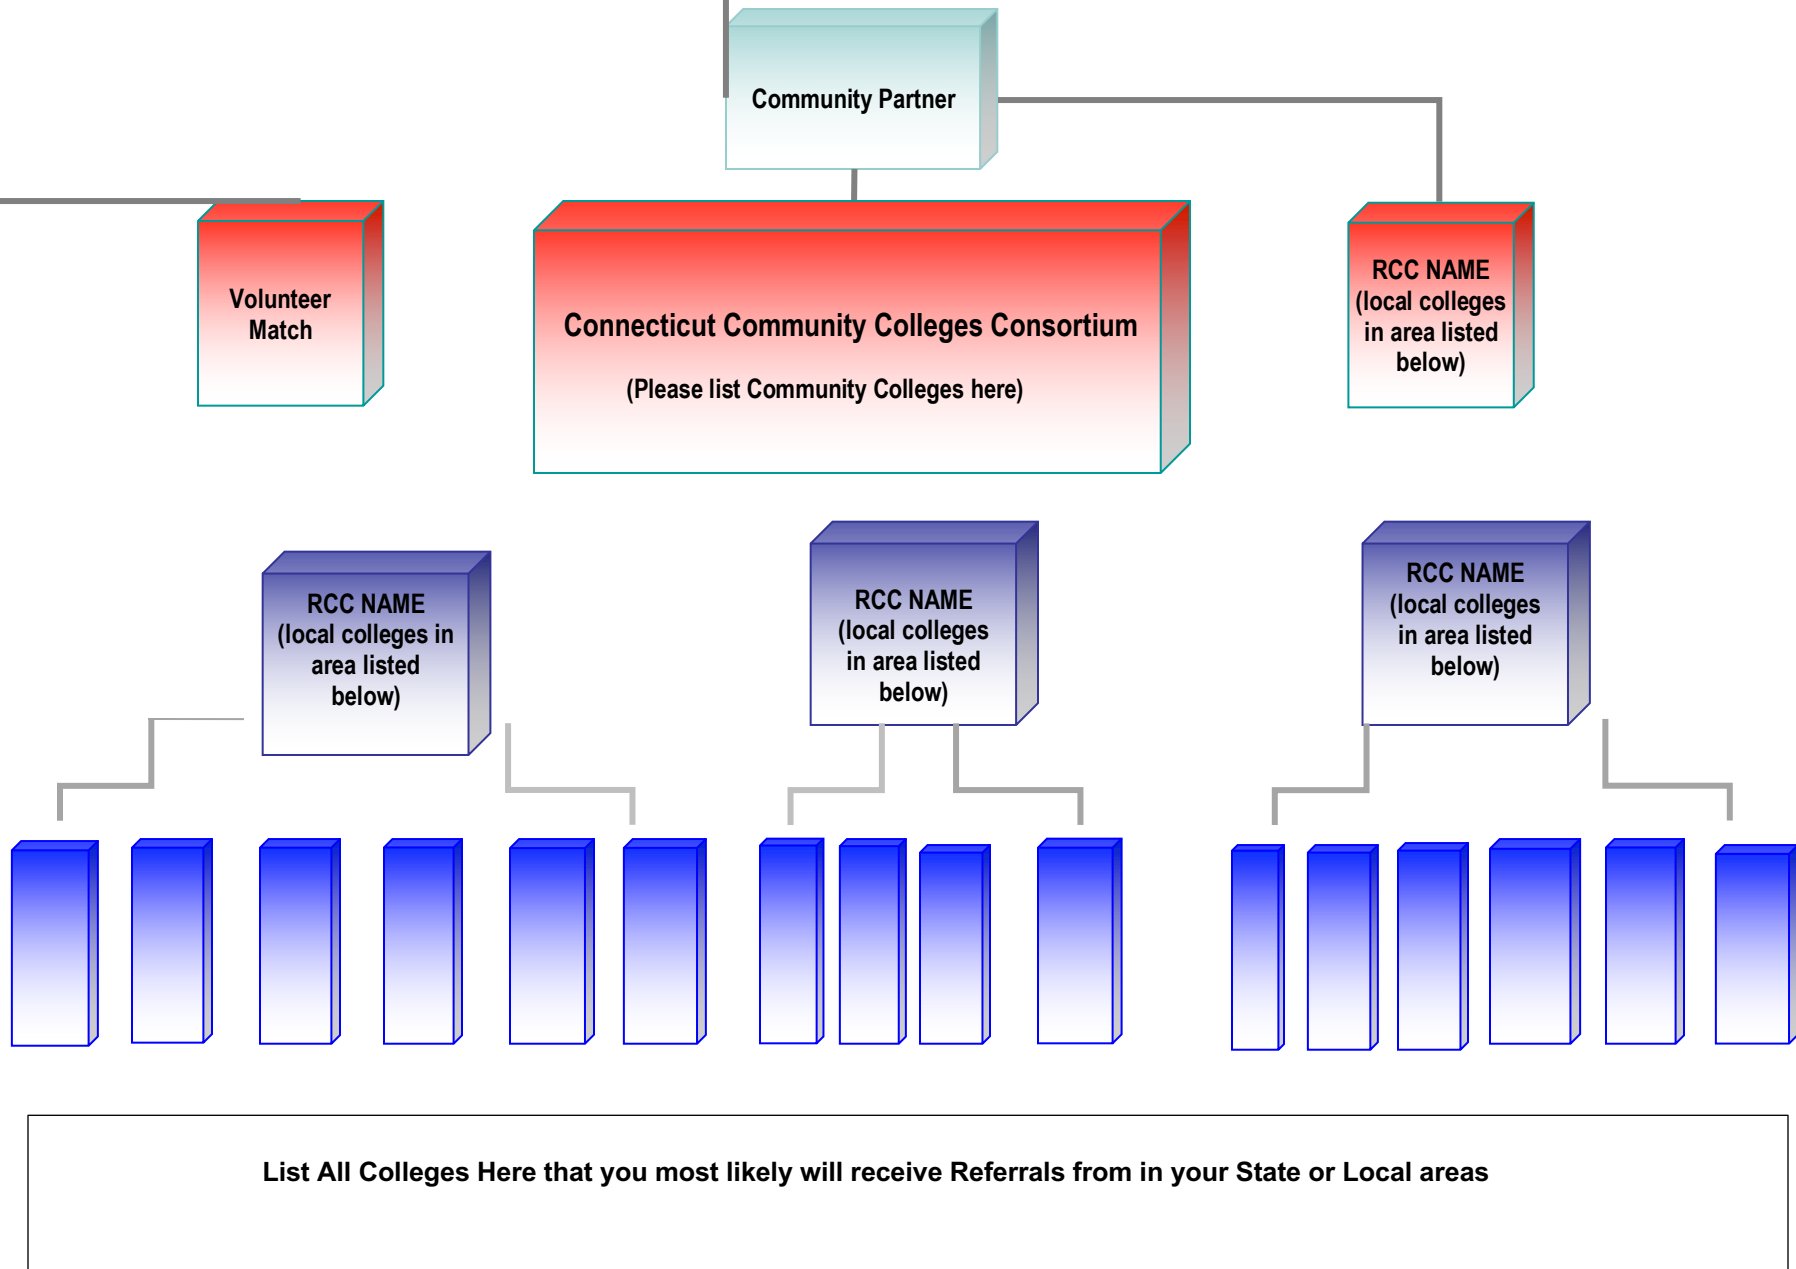 Community Partner
Volunteer
Match
Connecticut Community Colleges Consortium
(Please list Community Colleges here)
RCC NAME
(local colleges
in area listed
below)
RCC NAME
(local colleges in
area listed
below)
RCC NAME
(local colleges
in area listed
below)
RCC NAME
(local colleges
in area listed
below)
List All Colleges Here that you most likely will receive Referrals from in your State or Local areas